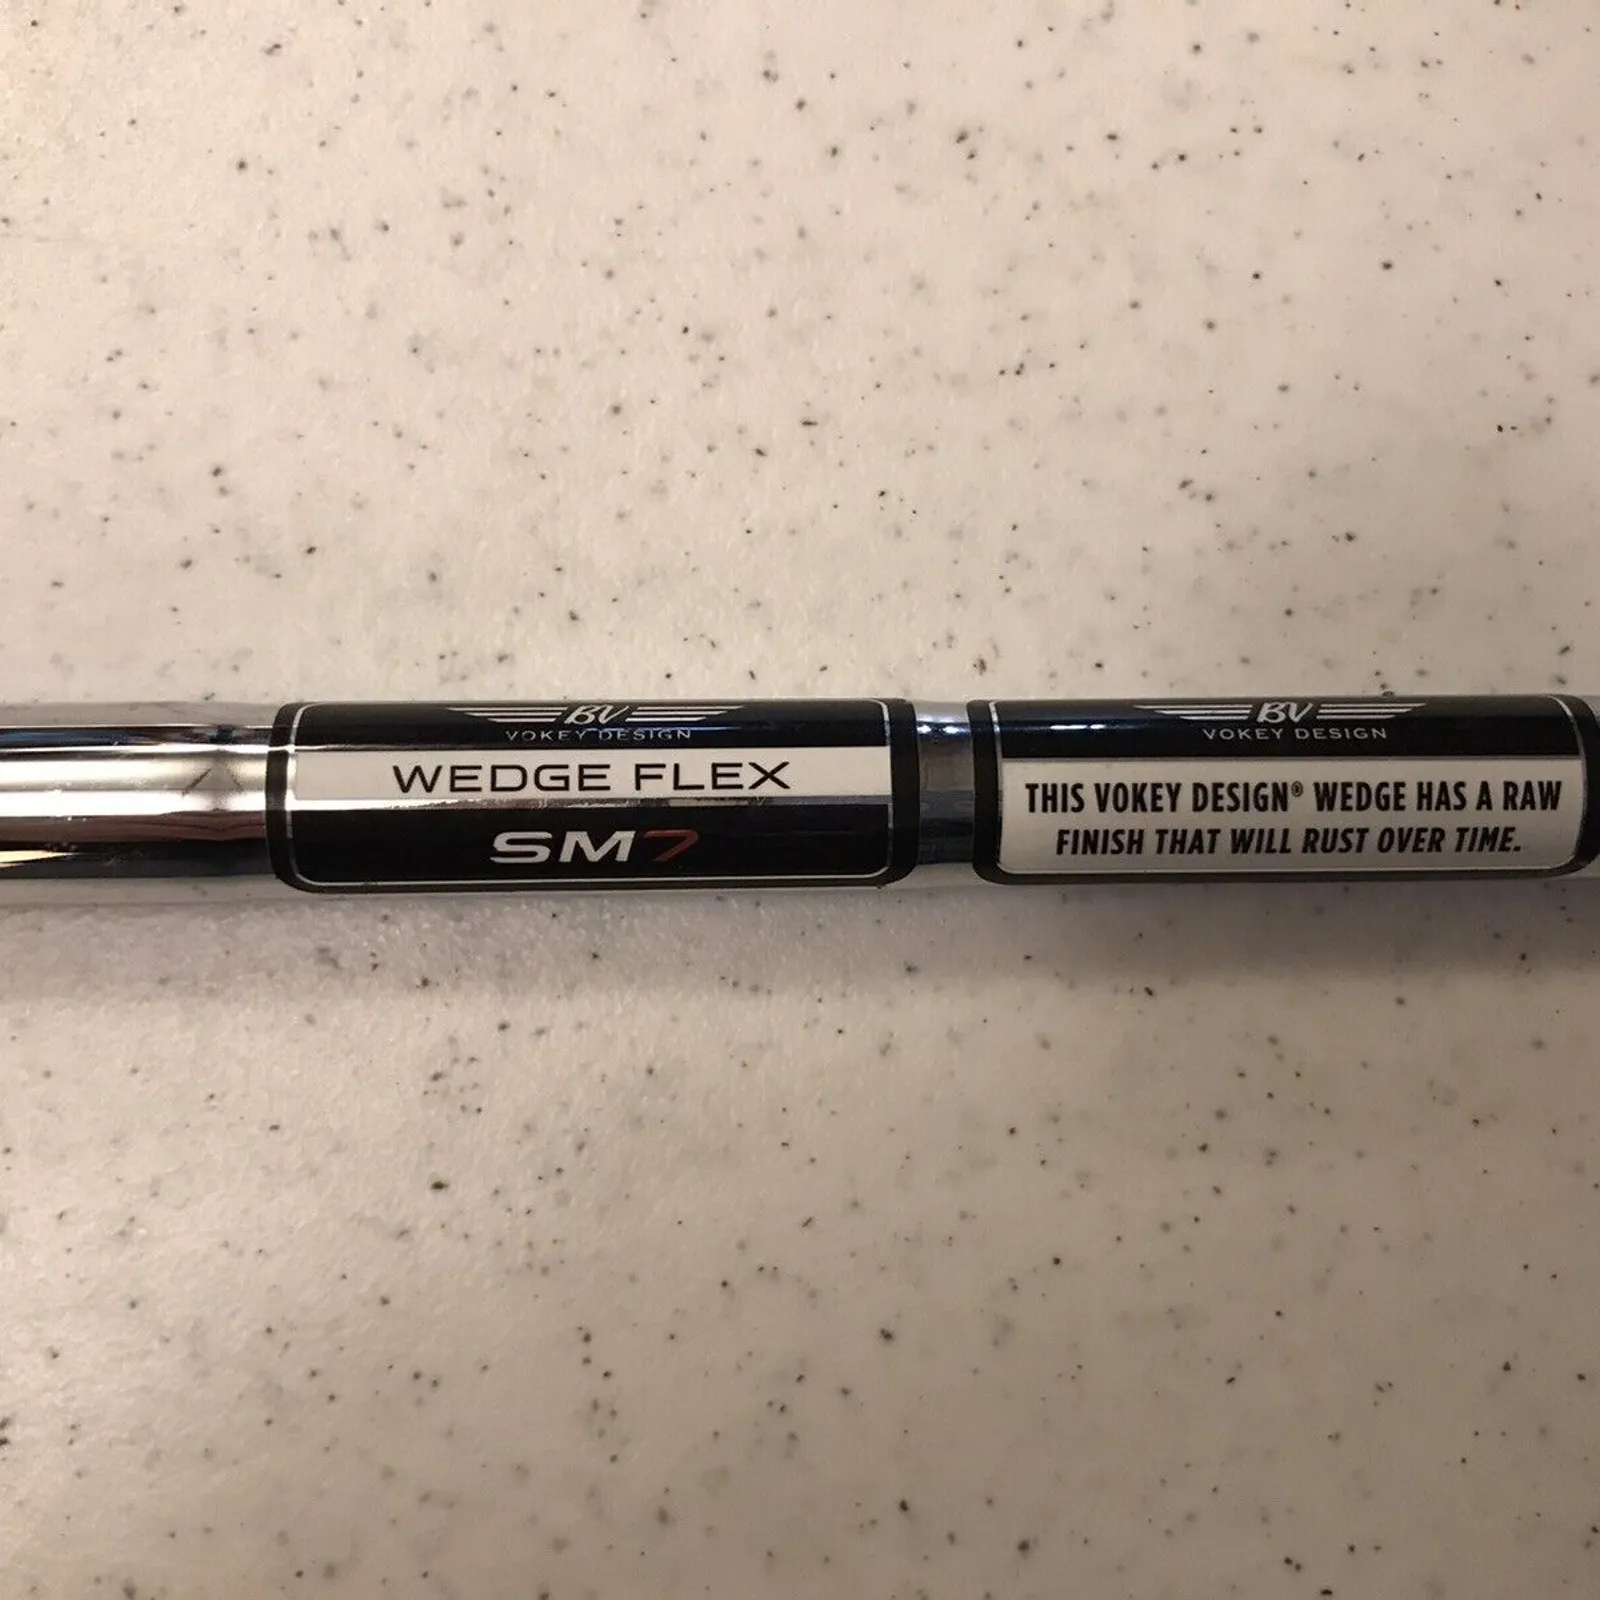 BV
VOKEY DESIGN
WEDGE FLEX
SM7
BV
VOKEY DESIGN
THIS VOKEY DESIGN® WEDGE HAS A RAW
FINISH THAT WILL RUST OVER TIME.